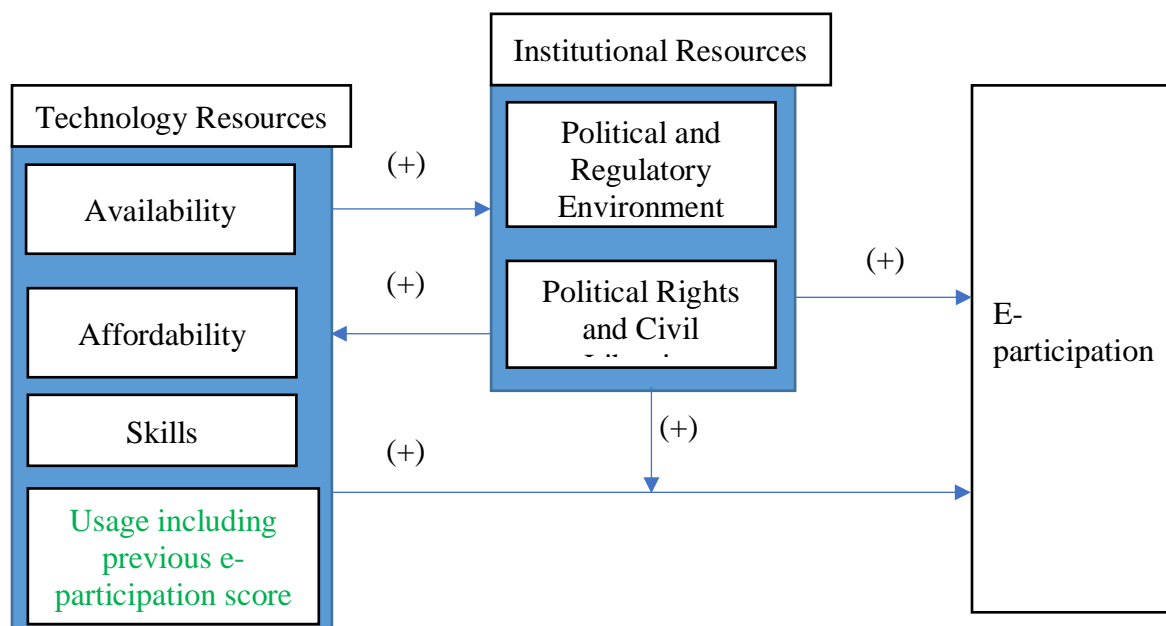 Institutional Resources
Technology Resources
Political and
Regulatory
Environment
(+)
Availability
(+)
(+)
Political Rights
and Civil
Affordability
E-
participation
Skills
(+)
(+)
Usage including
previous e-
participation score